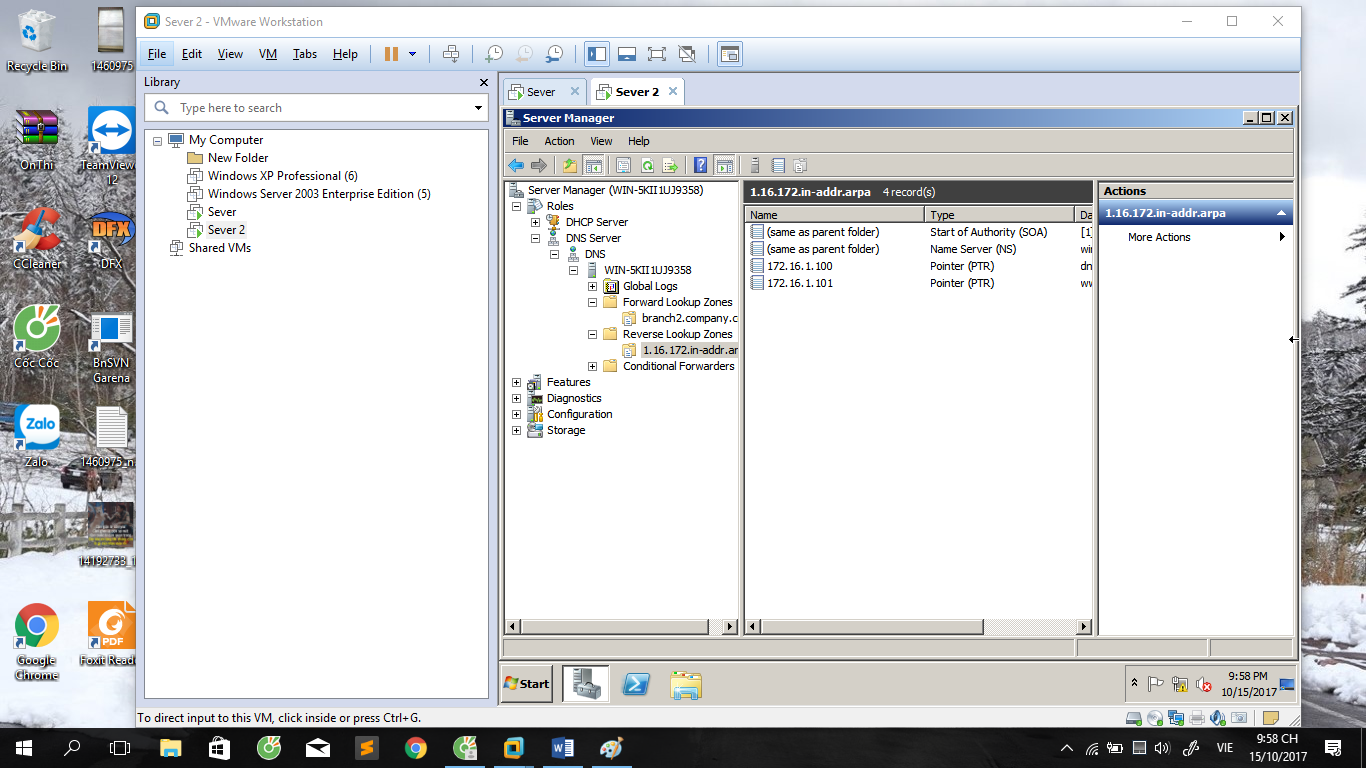 Recycle Bin
1460975
OnThi
TeamView
12
CCleaner
DFX
Cốc Cốc
BnSVN
Garena
Zalo
Zalo
1460975_n
14192733_1
Google
Chrome
PDF
Foxit Reade
Sever 2 - VMware Workstation
File Edit View VM Tabs Help
Library
Type here to search
My Computer
New Folder
Windows XP Professional (6)
Windows Server 2003 Enterprise Edition (5)
Sever
Sever 2
Shared VMs
Sever
Sever 2
Server Manager
File Action View Help
Server Manager (WIN-5KII1UJ9358)
Roles
DHCP Server
DNS Server
DNS
WIN-5KII1UJ9358
Global Logs
Forward Lookup Zones
branch2.company.c
Reverse Lookup Zones
1.16.172.in-addr.ar
Conditional Forwarders
Features
Diagnostics
Configuration
Storage
1.16.172.in-addr.arpa 4 record(s)
Name Type Da
(same as parent folder) Start of Authority (SOA) [1]
(same as parent folder) Name Server (NS) wi
172.16.1.100 Pointer (PTR) dn
172.16.1.101 Pointer (PTR) w
Actions
1.16.172.in-addr.arpa
More Actions
Start
9:58 PM
10/15/2017
To direct input to this VM, click inside or press Ctrl+G.
VIE
9:58 CH
15/10/2017